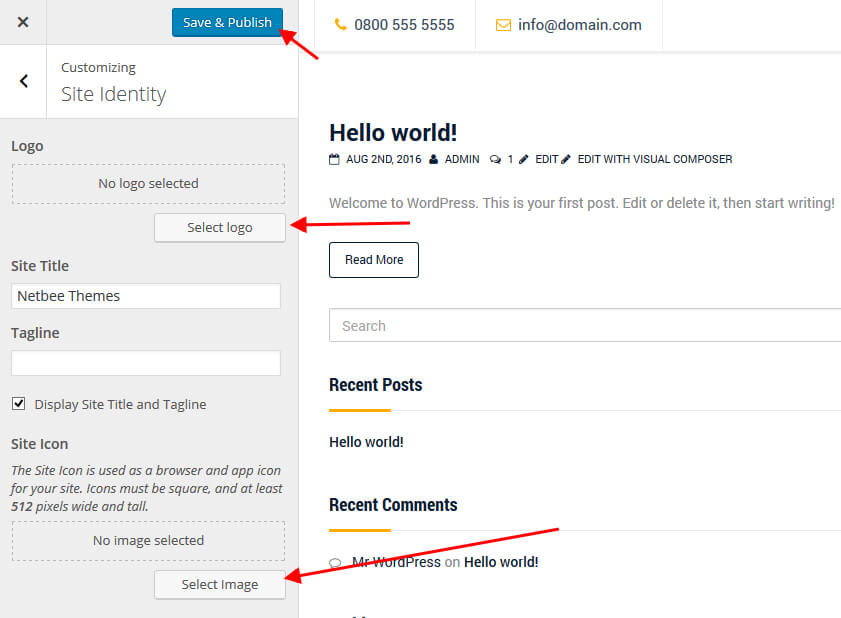 Save & Publish
Customizing
Site Identity
Logo
No logo selected
Select logo
Site Title
Netbee Themes
Tagline
Display Site Title and Tagline
Site Icon
The Site Icon is used as a browser and app icon
for your site. Icons must be square, and at least
512 pixels wide and tall.
No image selected
Select Image
0800 555 5555
info@domain.com
Hello world!
AUG 2ND, 2016 ADMIN 1 EDIT EDIT WITH VISUAL COMPOSER
Welcome to WordPress. This is your first post. Edit or delete it, then start writing!
Read More
Search
Recent Posts
Hello world!
Recent Comments
Mr WordPress on Hello world!